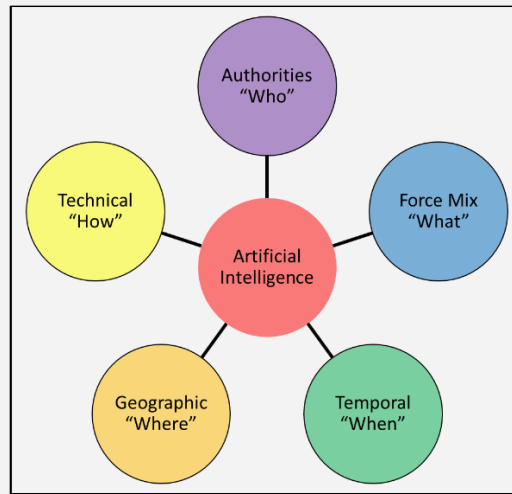 Authorities
“Who”
Technical
“How”
Force Mix
“What”
Artificial
Intelligence
Geographic
“Where”
Temporal
“When”